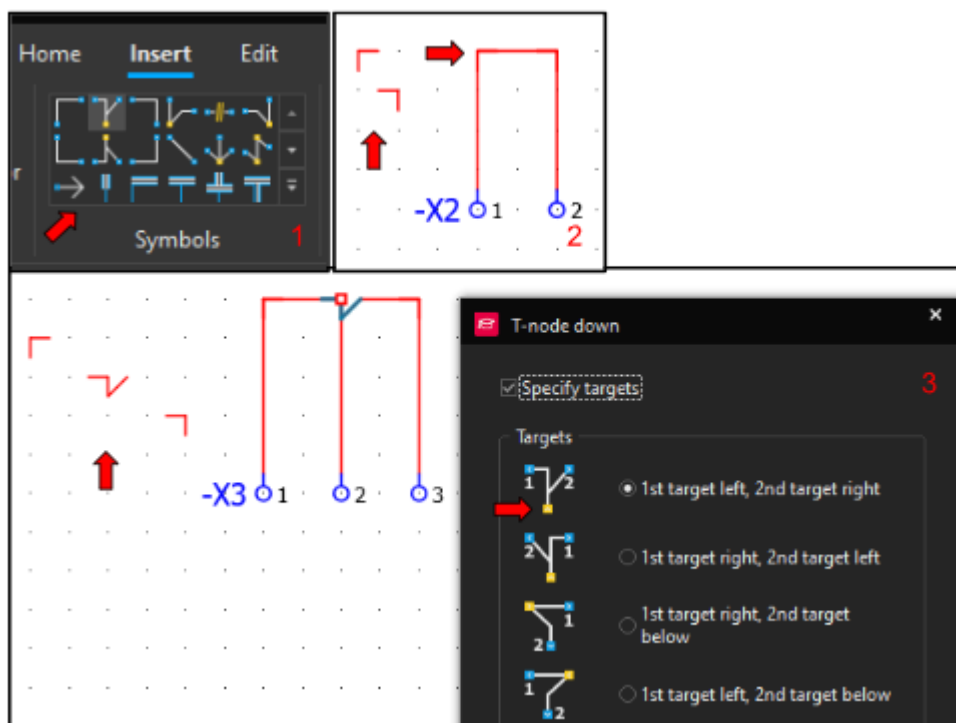 Home Insert Edit
r
Symbols 1
-X2 1 2
2
T-node down
Specify targets 3
Targets
1 2
1st target left, 2nd target right
2 1
1st target right, 2nd target left
1
2
1st target right, 2nd target
below
1
2
1st target left, 2nd target below
-X3 1 2 3